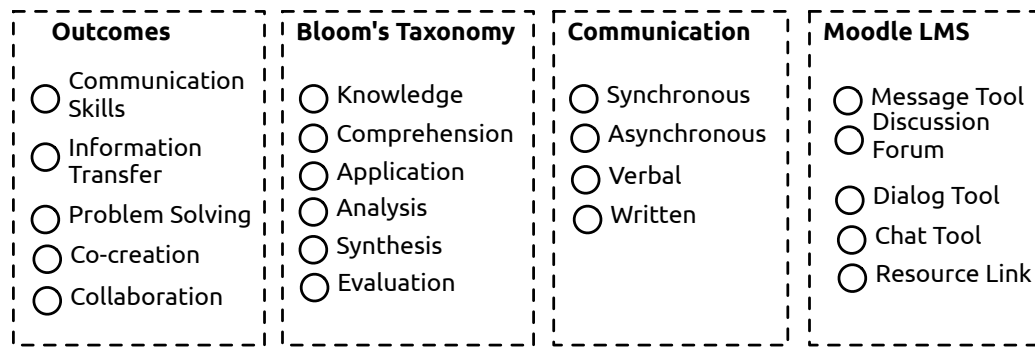 Outcomes
Communication
Skills
Information
Transfer
Problem Solving
Co-creation
Collaboration
Bloom's Taxonomy
Knowledge
Comprehension
Application
Analysis
Synthesis
Evaluation
Communication
Synchronous
Asynchronous
Verbal
Written
Moodle LMS
Message Tool
Discussion
Forum
Dialog Tool
Chat Tool
Resource Link